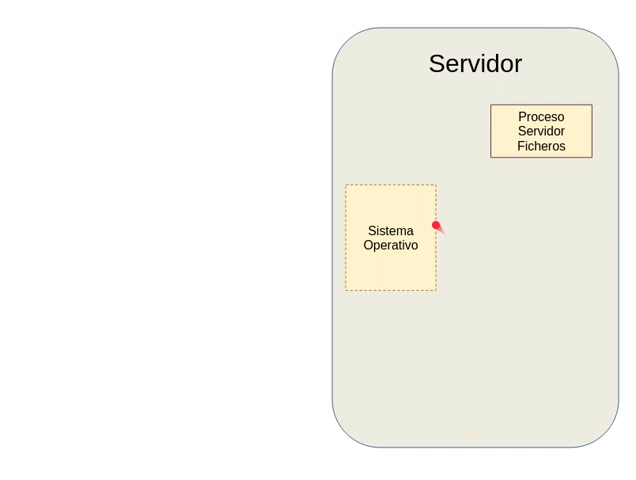 Servidor
Proceso
Servidor
Ficheros
Sistema
Operativo